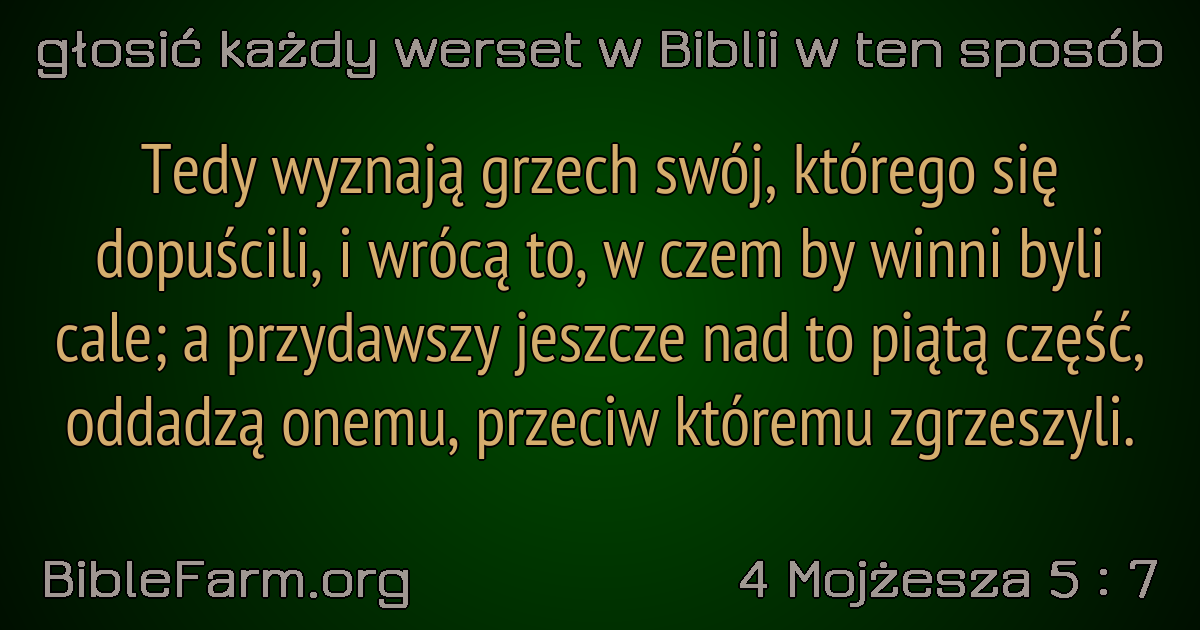 głosić każdy werset w Biblii w ten sposób
Tedy wyznają grzech swój, którego się
dopuścili, i wrócą to, w czem by winni byli
cale; a przydawszy jeszcze nad to piątą część,
oddadzą onemu, przeciw któremu zgrzeszyli.
BibleFarm.org
4 Mojżesza 5 : 7